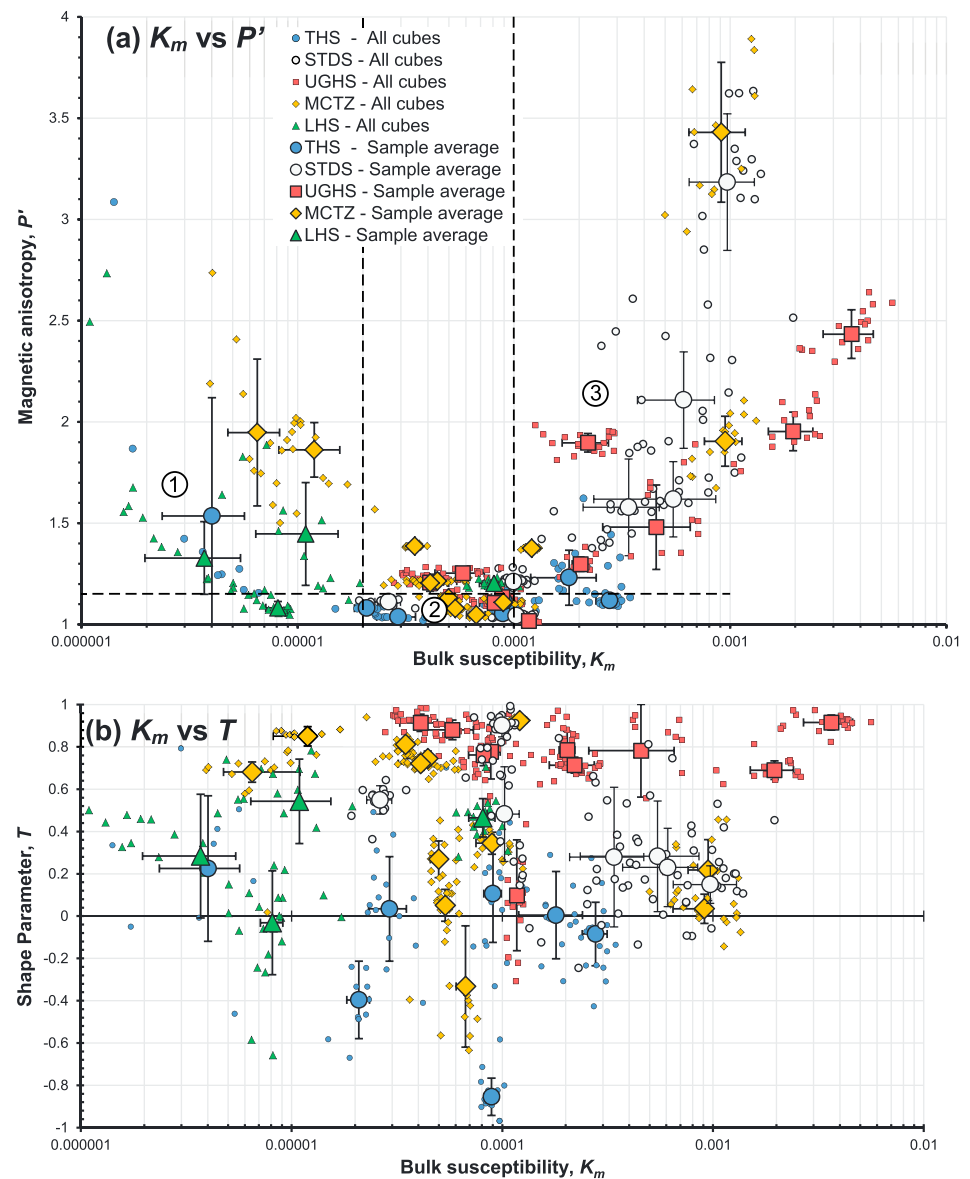 (a) Km vs P’
THS - All cubes
STDS - All cubes
UGHS - All cubes
MCTZ - All cubes
LHS - All cubes
THS - Sample average
STDS - Sample average
UGHS - Sample average
MCTZ - Sample average
LHS - Sample average
Magnetic anisotropy, P’
4
3.5
3
2.5
2
1.5
1
1
2
3
0.000001
0.00001
0.0001
0.001
0.01
Bulk susceptibility, Km
(b) Km vs T
Shape Parameter, T
1
0.8
0.6
0.4
0.2
0
-0.2
-0.4
-0.6
-0.8
-1
0.000001
0.00001
0.0001
0.001
0.01
Bulk susceptibility, Km